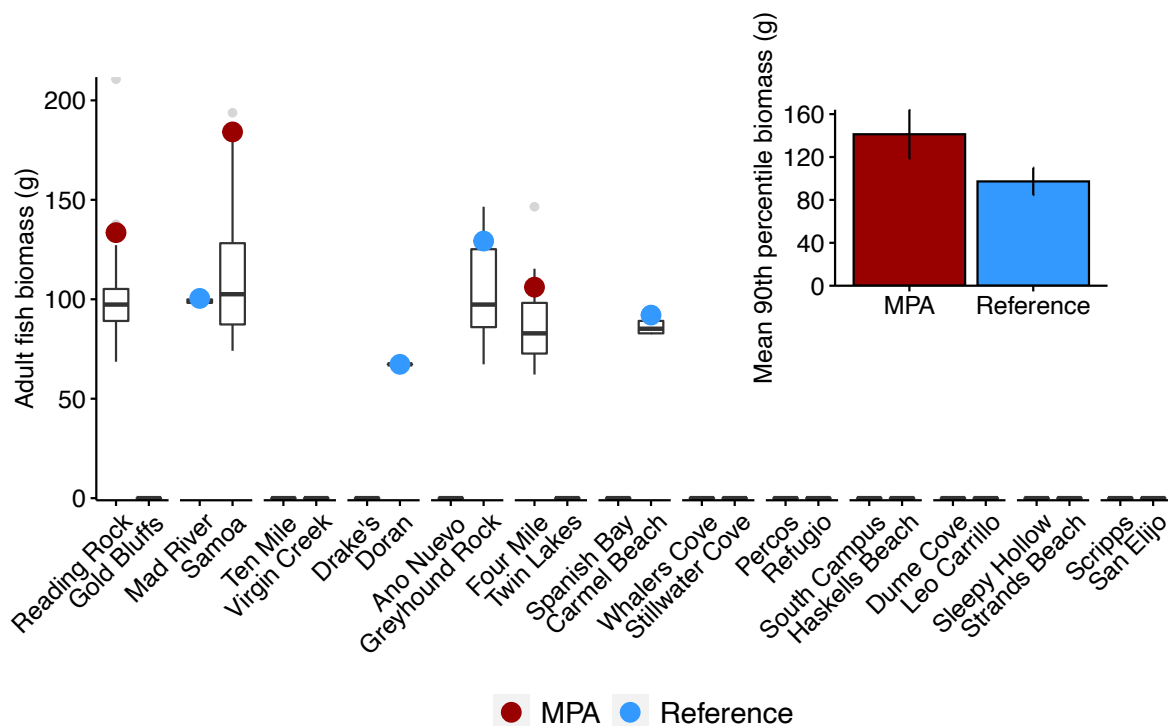 Adult fish biomass (g)
200
150
100
50
0
Reading Rock
Gold Bluffs
Mad River
Samoa
Ten Mile
Virgin Creek
Drake's
Doran
Ano Nuevo
Greyhound Rock
Four Mile
Twin Lakes
Spanish Bay
Carmel Beach
Whalers Cove
Stillwater Cove
Percos
Refugio
South Campus
Haskells Beach
Dume Cove
Leo Carrillo
Sleepy Hollow
Strands Beach
Scripps
San Elijo
Mean 90th percentile biomass (g)
160
120
80
40
0
MPA
Reference
MPA
Reference